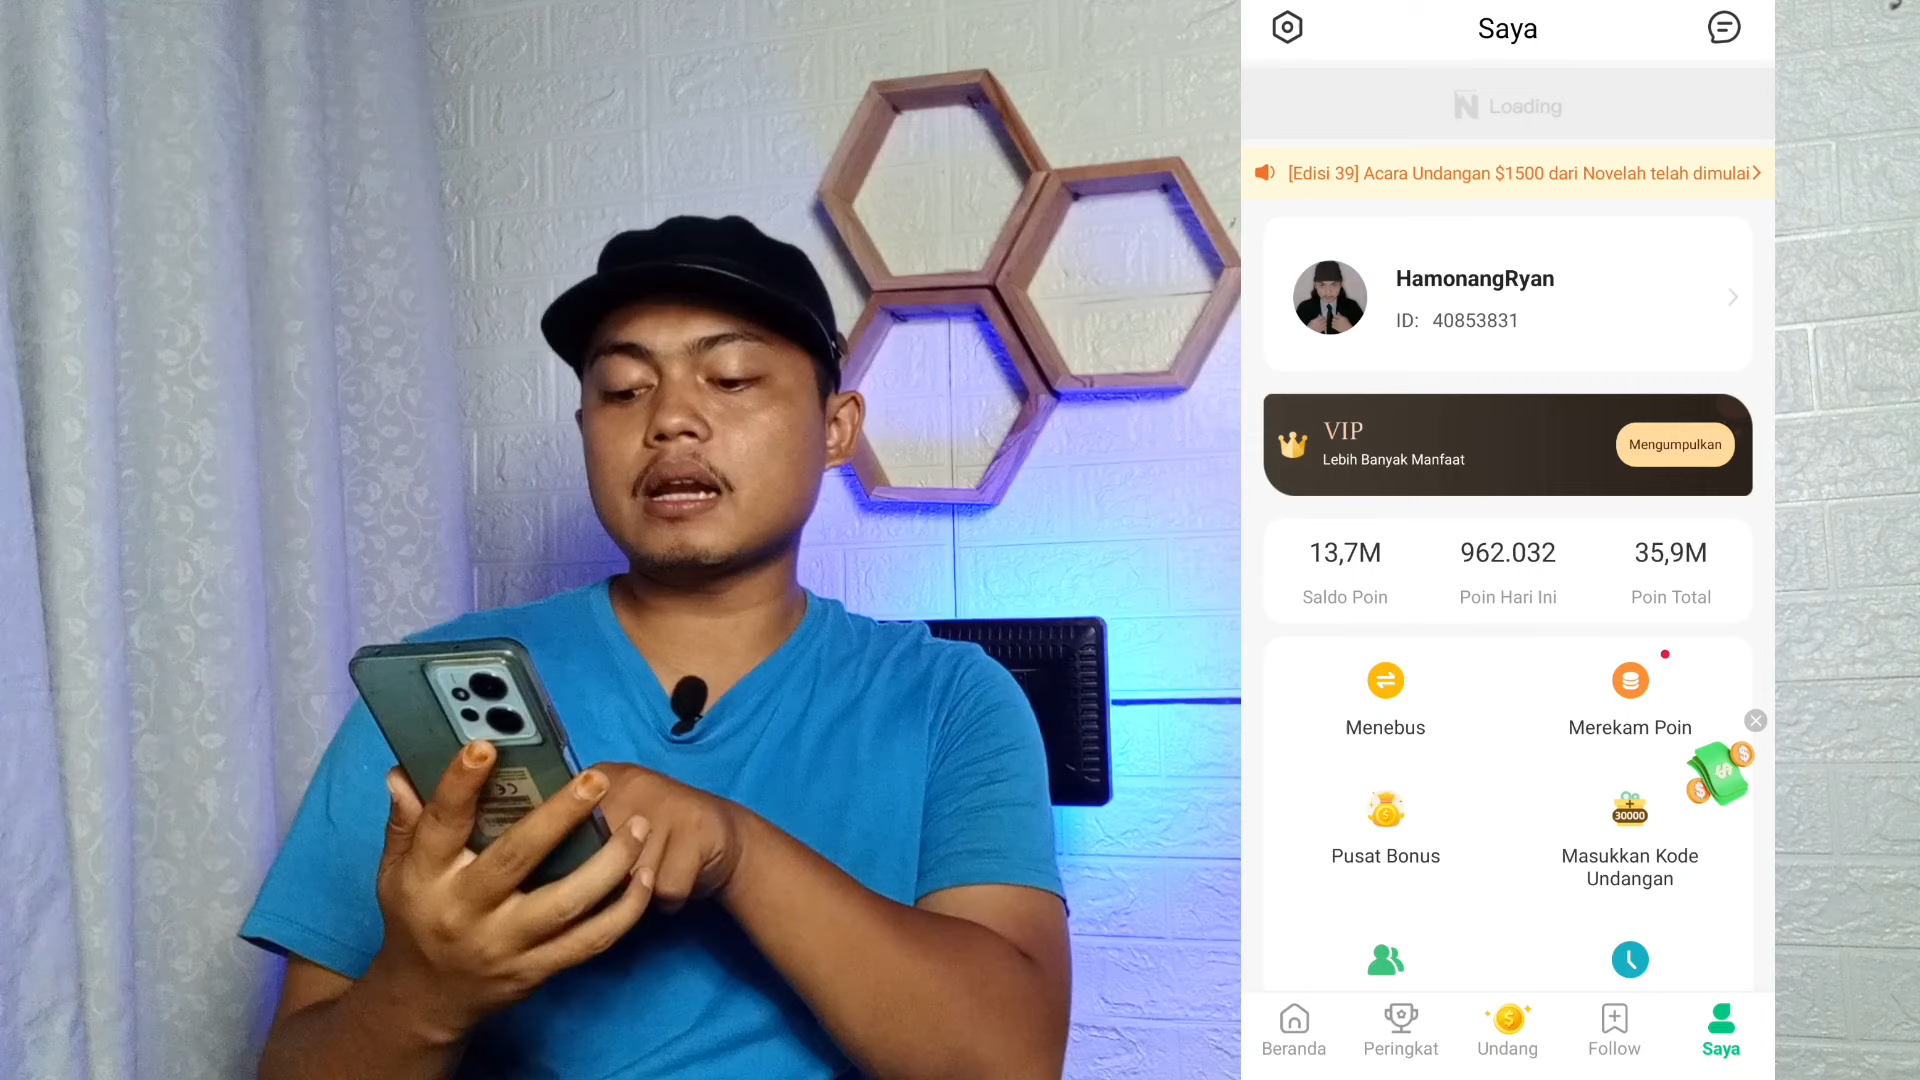 Saya
N Loading
[Edisi 39] Acara Undangan $1500 dari Novelah telah dimulai
HamonangRyan
ID: 40853831
VIP
Lebih Banyak Manfaat
Mengumpulkan
13,7M 962.032 35,9M
Saldo Poin Poin Hari Ini Poin Total
Menebus Merekam Poin
+
30000
Pusat Bonus Masukkan Kode
Undangan
Beranda Peringkat Undang Follow Saya
CE